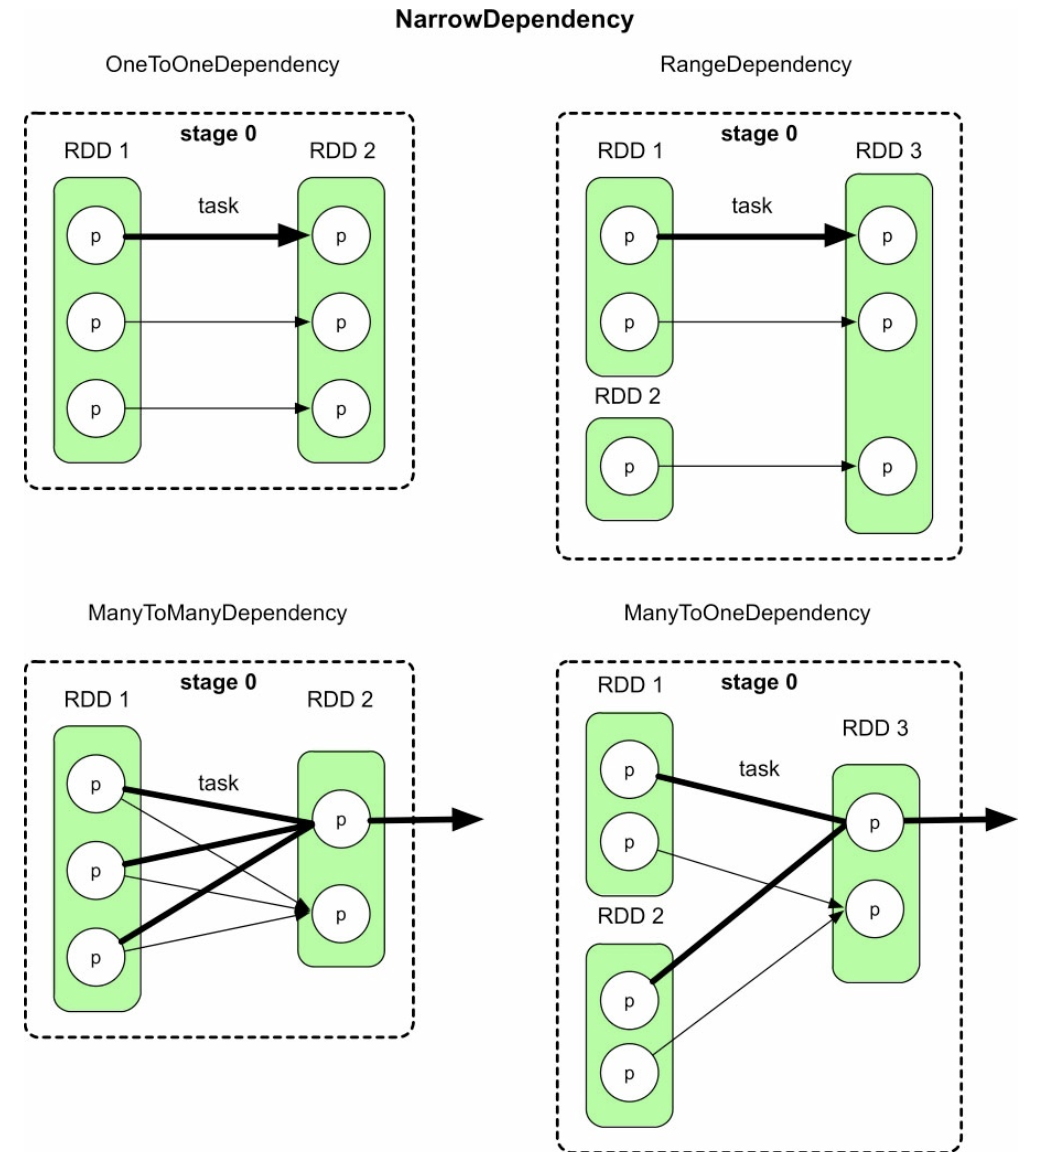 NarrowDependency
OneToOneDependency
stage 0
RDD 1
RDD 2
task
p
p
p
p
p
p
RangeDependency
stage 0
RDD 1
RDD 3
task
p
p
p
p
RDD 2
p
p
ManyToManyDependency
stage 0
RDD 1
RDD 2
task
p
p
p
p
p
ManyToOneDependency
stage 0
RDD 1
RDD 3
task
p
p
p
p
RDD 2
p
p